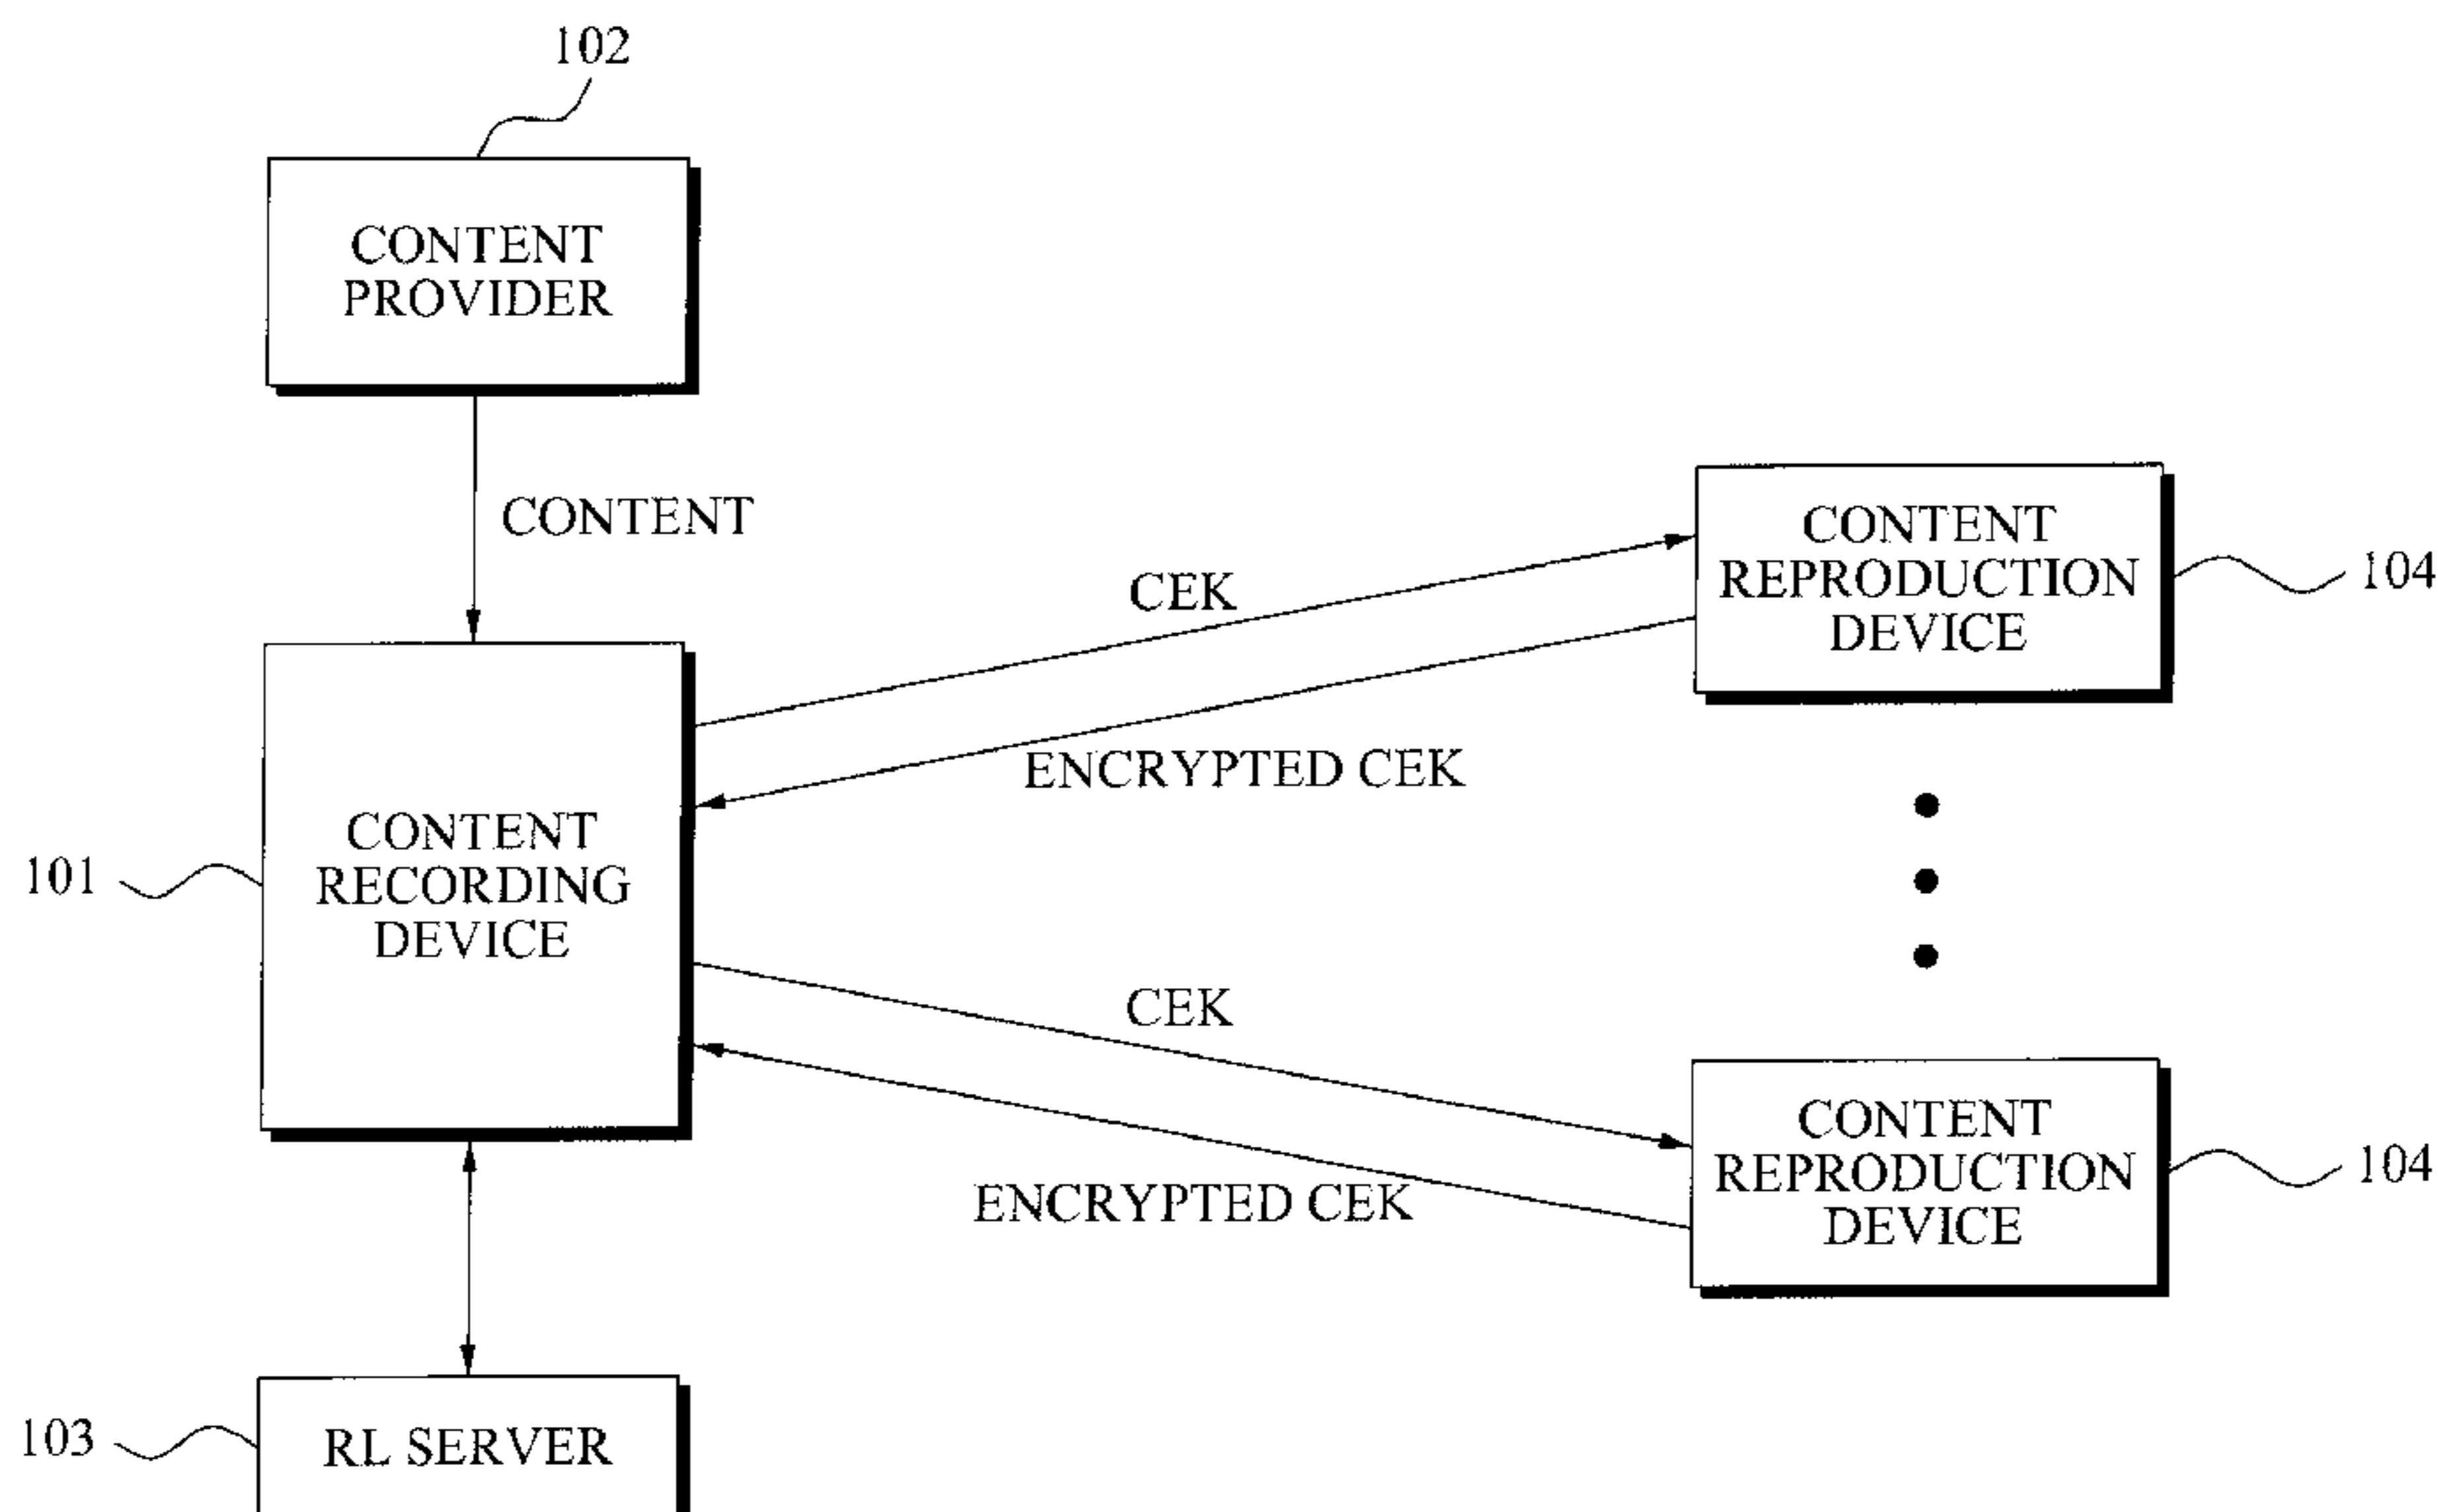 102
CONTENT
PROVIDER
CONTENT
CONTENT
REPRODUCTION
DEVICE
104
CEK
ENCRYPTED CEK
101
CONTENT
RECORDING
DEVICE
CEK
ENCRYPTED CEK
CONTENT
REPRODUCTION
DEVICE
104
103
RL SERVER